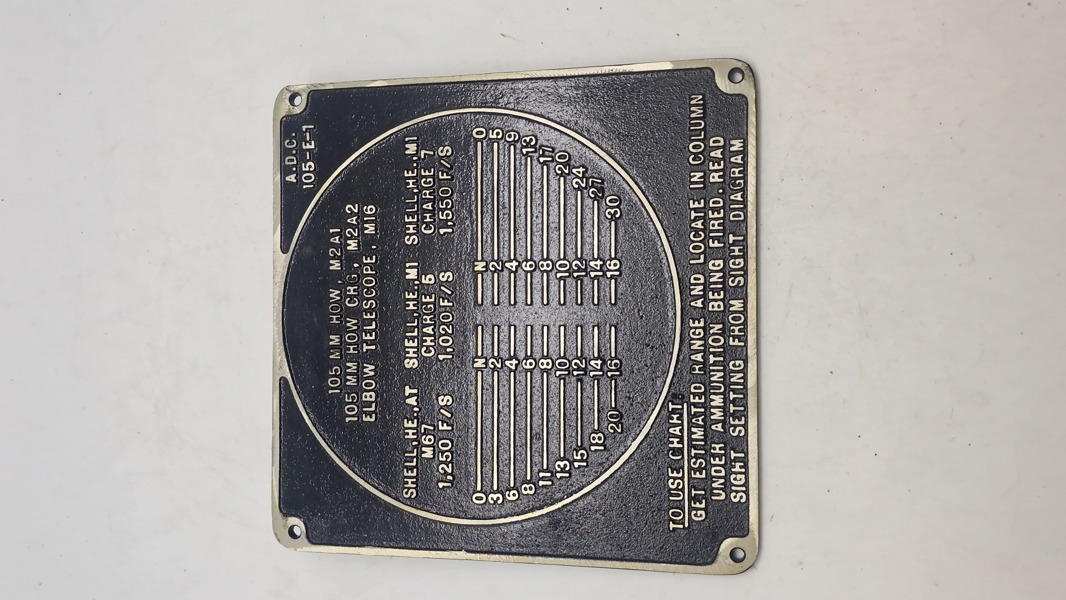 A.D.C.
105-E-1
105 MM HOW, M2A1
105 MM HOW CRG., M2A2
ELBOW TELESCOPE, M16
SHELL,HE.,AT SHELL,HE.,M1 SHELL,HE.,M1
M67 CHARGE 5 CHARGE 7
1,250 F/S 1,020 F/S 1,550 F/S
0 N N 0
3 2 2 5
6 4 4 9
8 6 6 13
11 8 8 17
13 10 10 20
15 12 12 24
18 14 14 27
20 16 16 30
TO USE CHART:
GET ESTIMATED RANGE AND LOCATE IN COLUMN
UNDER AMMUNITION BEING FIRED. READ
SIGHT SETTING FROM SIGHT DIAGRAM